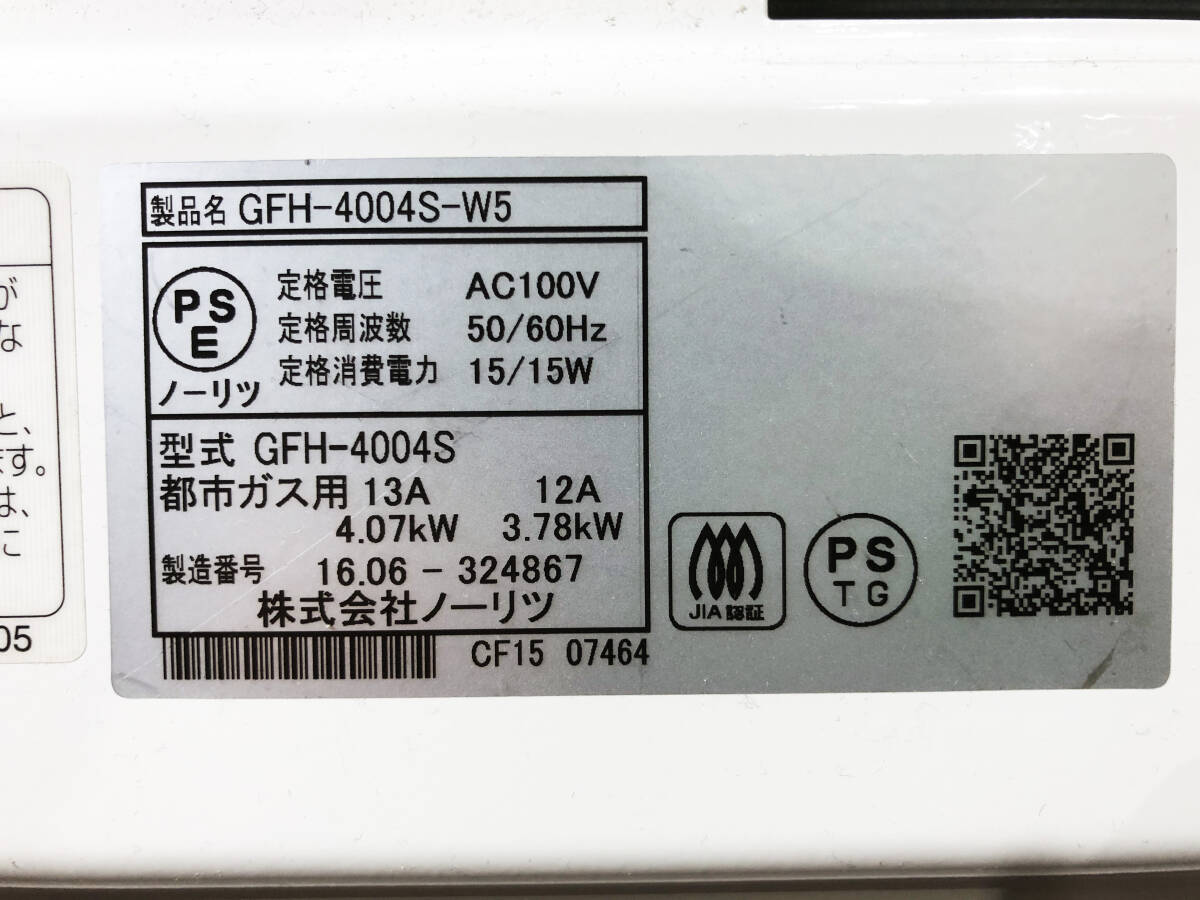 が
な
と、
ます。
は、
に
05
製品名 GFH-4004S-W5
PS
E
ノーリツ
定格電圧 AC100V
定格周波数 50/60Hz
定格消費電力 15/15W
型式 GFH-4004S
都市ガス用 13A 12A
4.07kW 3.78kW
製造番号 16.06 - 324867
株式会社ノーリツ
CF15 07464
JIA 認証
PS
TG